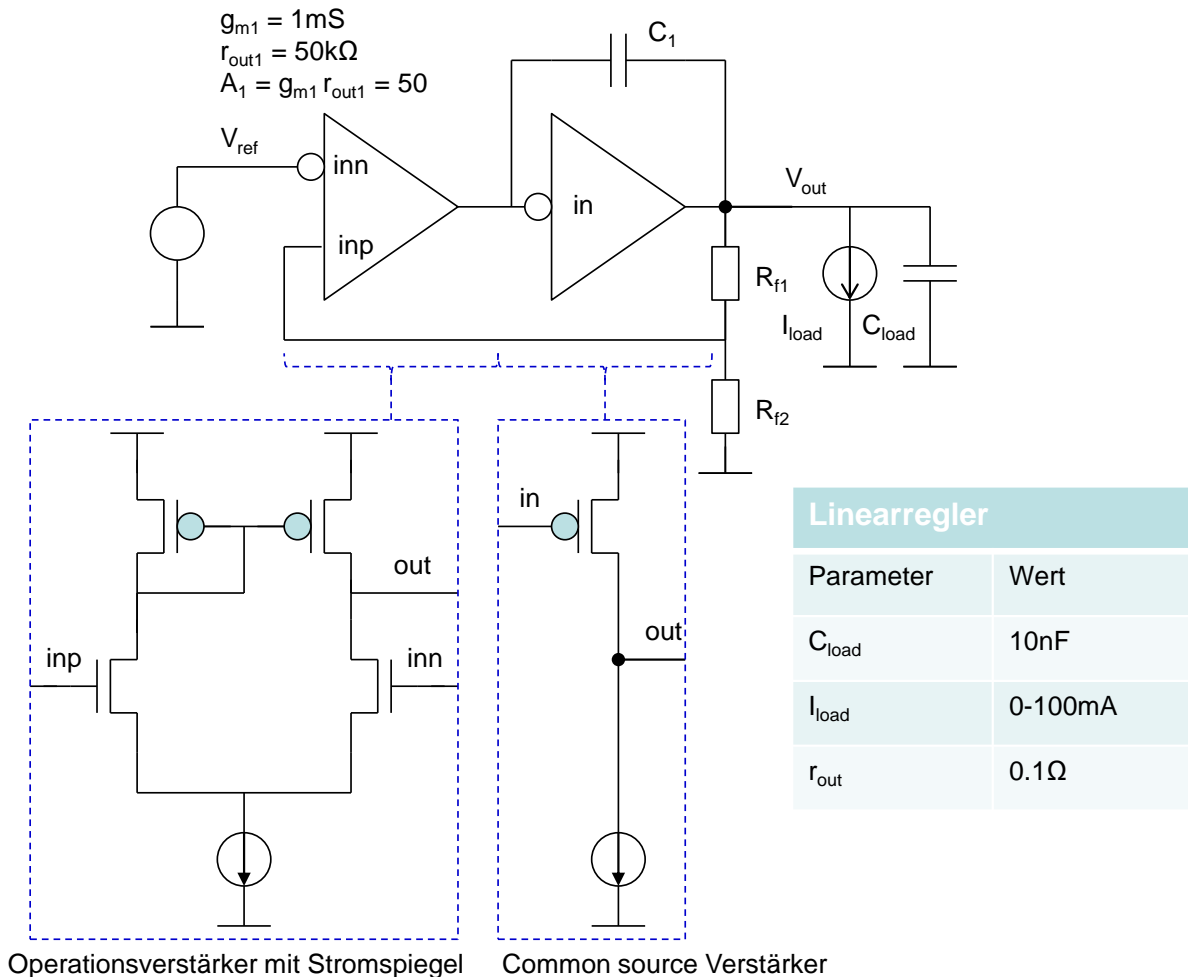 g_m1 = 1mS
r_out1 = 50kΩ
A_1 = g_m1 r_out1 = 50
C_1
V_ref
inn
inp
in
V_out
R_f1
I_load
C_load
R_f2
in
out
out
inp
inn
Linearregler
Parameter Wert
C_load 10nF
I_load 0-100mA
r_out 0.1Ω
Operationsverstärker mit Stromspiegel
Common source Verstärker